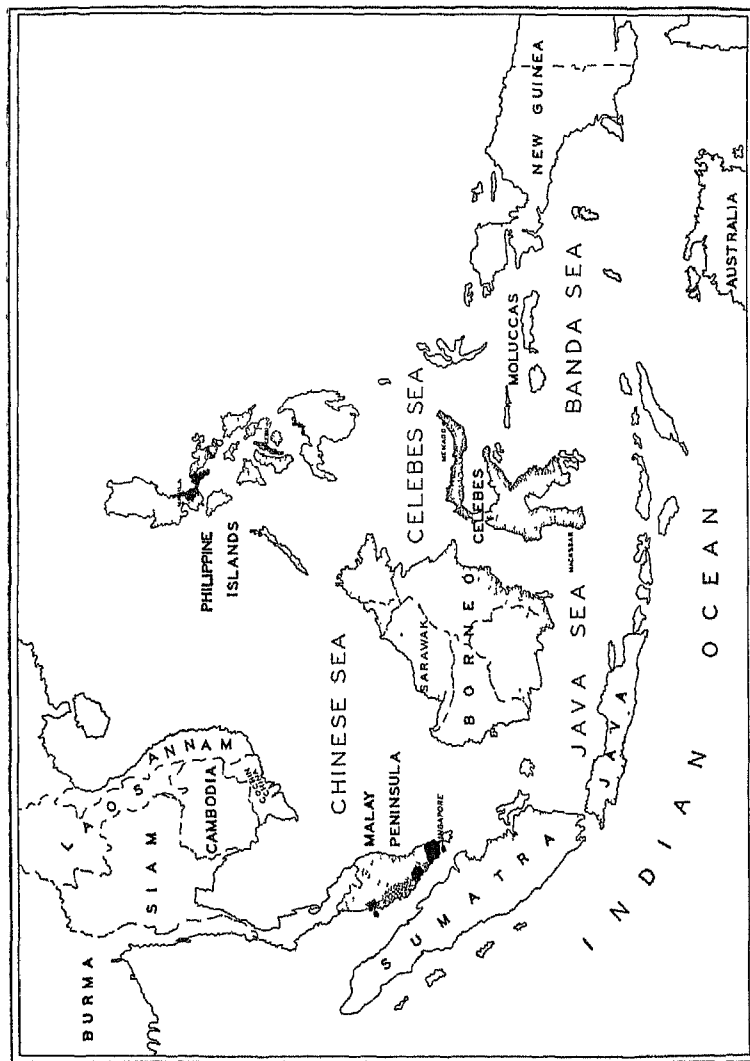 BURMA
SIAM
LAOS
ANNAM
CAMBODIA
COCHIN
CHINA
PHILIPPINE
ISLANDS
CHINESE SEA
MALAY
PENINSULA
SINGAPORE
SUMATRA
SARAWAK
BORNEO
CELEBES SEA
MENADO
CELEBES
MACASSAR
MOLUCCAS
NEW GUINEA
BANDA SEA
JAVA SEA
JAVA
INDIAN OCEAN
AUSTRALIA